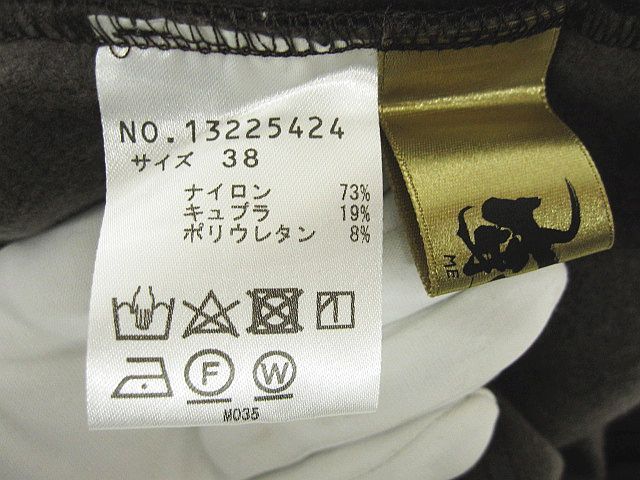 NO.13225424
サイズ 38
ナイロン 73%
キュプラ 19%
ポリウレタン 8%
F W
M035
ME